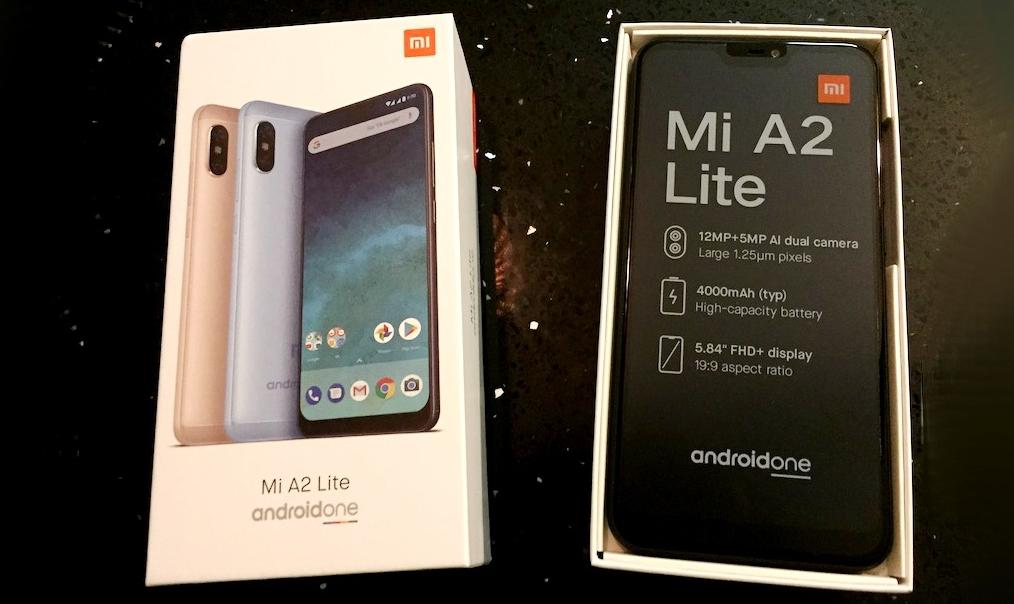 mi
android
Mi A2 Lite
androidone
mi
Mi A2
Lite
12MP+5MP AI dual camera
Large 1.25µm pixels
4000mAh (typ)
High-capacity battery
5.84" FHD+ display
19:9 aspect ratio
androidone